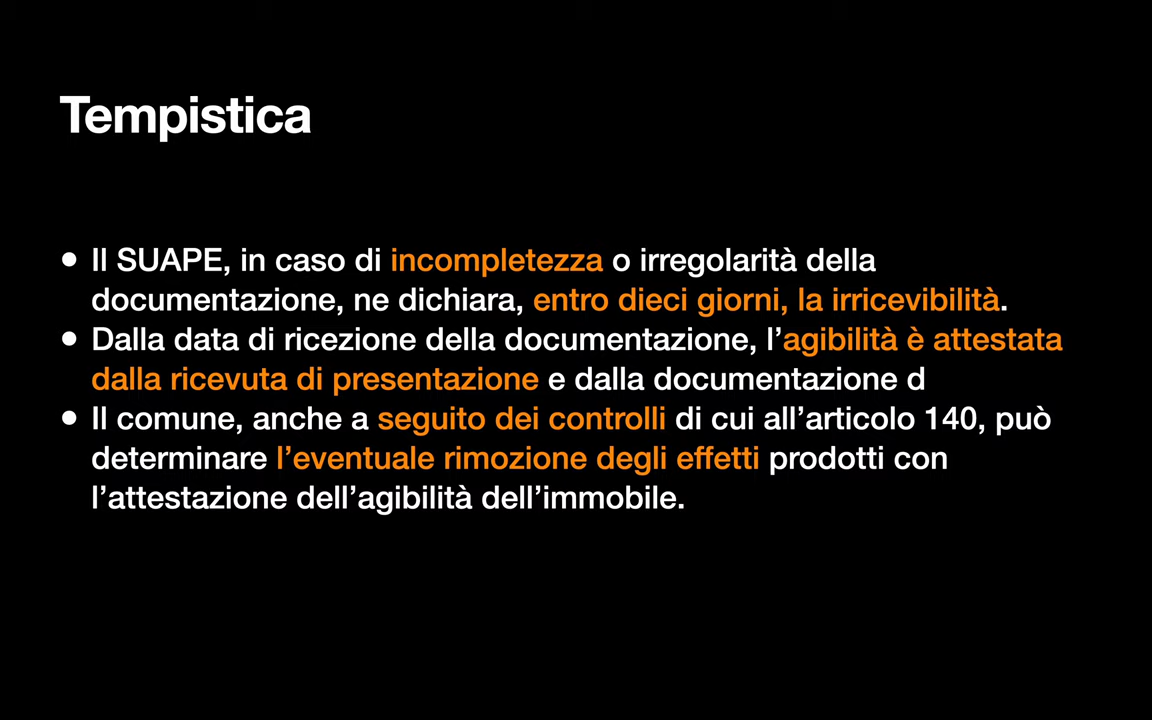 Tempistica
• Il SUAPE, in caso di incompletezza o irregolarità della
documentazione, ne dichiara, entro dieci giorni, la irricevibilità.
• Dalla data di ricezione della documentazione, l’agibilità è attestata
dalla ricevuta di presentazione e dalla documentazione d
• Il comune, anche a seguito dei controlli di cui all’articolo 140, può
determinare l’eventuale rimozione degli effetti prodotti con
l’attestazione dell’agibilità dell’immobile.